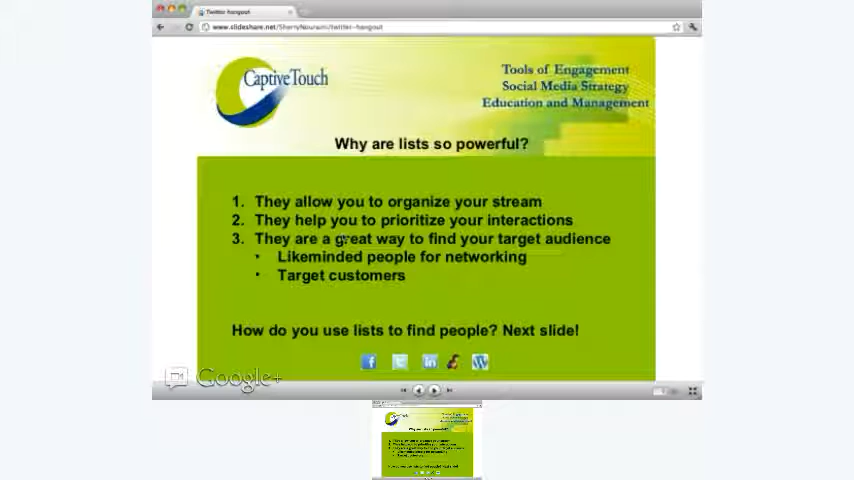 Twitter hangout
www.slideshare.net/SherryNouraini/twitter-hangout
CaptiveTouch
Tools of Engagement
Social Media Strategy
Education and Management
Why are lists so powerful?
1. They allow you to organize your stream
2. They help you to prioritize your interactions
3. They are a great way to find your target audience
• Likeminded people for networking
• Target customers
How do you use lists to find people? Next slide!
Google+